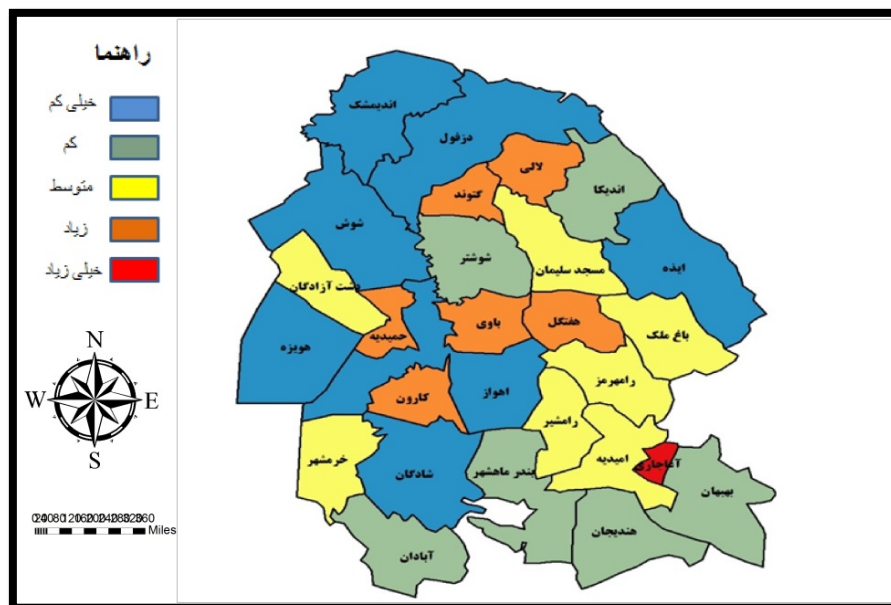 راهنما
خیلی کم
کم
متوسط
زیاد
خیلی زیاد
N
W E
S
Miles
اندیمشک
دزفول
لالی
اندیکا
گتوند
شوش
شوشتر
مسجد سلیمان
ایذه
دشت آزادگان
حمیدیه
باوی
هفتگل
باغ ملک
هویزه
کارون
اهواز
رامهرمز
رامشیر
خرمشهر
شادگان
بندر ماهشهر
امیدیه
آغاجاری
بهبهان
هندیجان
آبادان